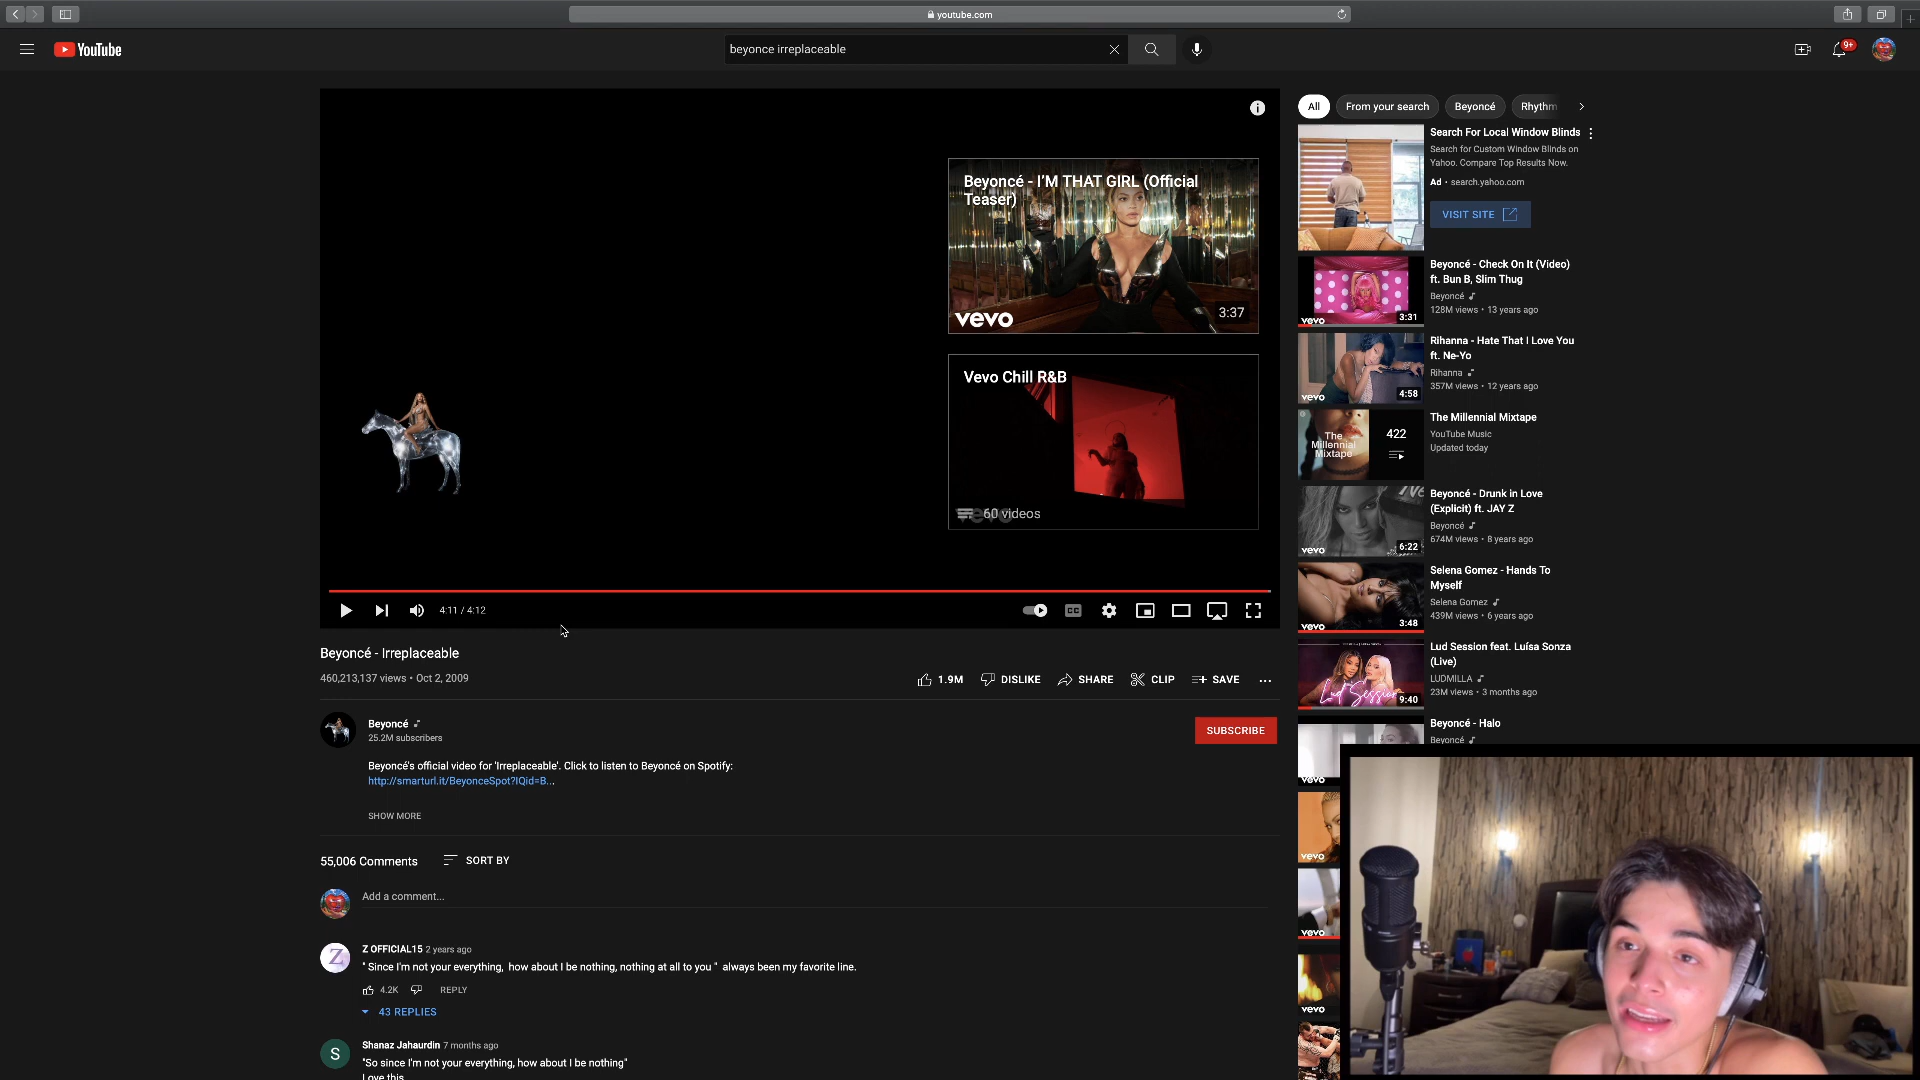 youtube.com
YouTube
beyonce irreplaceable
9+
Beyoncé - I'M THAT GIRL (Official
Teaser)
vevo
3:37
Vevo Chill R&B
60 videos
4:11 / 4:12
CC
Beyoncé - Irreplaceable
460,213,137 views • Oct 2, 2009
1.9M
DISLIKE
SHARE
CLIP
SAVE
Beyoncé
25.2M subscribers
SUBSCRIBE
Beyoncé's official video for 'Irreplaceable'. Click to listen to Beyoncé on Spotify:
http://smarturl.it/BeyonceSpot?IQid=B...
SHOW MORE
55,006 Comments
SORT BY
Add a comment...
Z
Z OFFICIAL15 2 years ago
" Since I'm not your everything, how about I be nothing, nothing at all to you " always been my favorite line.
4.2K
REPLY
43 REPLIES
S
Shanaz Jahaurdin 7 months ago
"So since I'm not your everything, how about I be nothing"
Love this
All
From your search
Beyoncé
Rhythm
Search For Local Window Blinds
Search for Custom Window Blinds on
Yahoo. Compare Top Results Now.
Ad • search.yahoo.com
VISIT SITE
Beyoncé - Check On It (Video)
ft. Bun B, Slim Thug
Beyoncé
128M views • 13 years ago
vevo
3:31
Rihanna - Hate That I Love You
ft. Ne-Yo
Rihanna
357M views • 12 years ago
vevo
4:58
The Millennial Mixtape
YouTube Music
Updated today
The
Millennial
Mixtape
422
Beyoncé - Drunk in Love
(Explicit) ft. JAY Z
Beyoncé
674M views • 8 years ago
vevo
6:22
Selena Gomez - Hands To
Myself
Selena Gomez
439M views • 6 years ago
vevo
3:48
Lud Session feat. Luísa Sonza
(Live)
LUDMILLA
23M views • 3 months ago
Lud Session
9:40
Beyoncé - Halo
Beyoncé
vevo
vevo
vevo
vevo